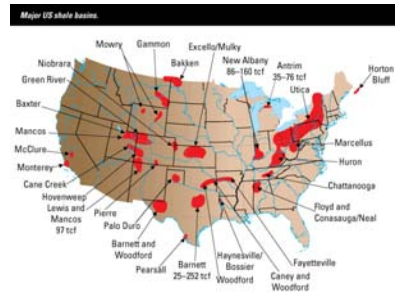 Major US shale basins.
Mowry
Gammon
Excello/Mulky
New Albany
86–160 tcf
Antrim
35–76 tcf
Horton
Bluff
Niobrara
Bakken
Utica
Green River
Baxter
Mancos
McClure
Monterey
Cane Creek
Hovenweep
Lewis and
Mancos
97 tcf
Pierre
Palo Duro
Barnett and
Woodford
Pearsall
Barnett
25–252 tcf
Woodford
Haynesville/
Bossier
Caney and
Woodford
Fayetteville
Floyd and
Conasauga/Neal
Chattanooga
Huron
Marcellus